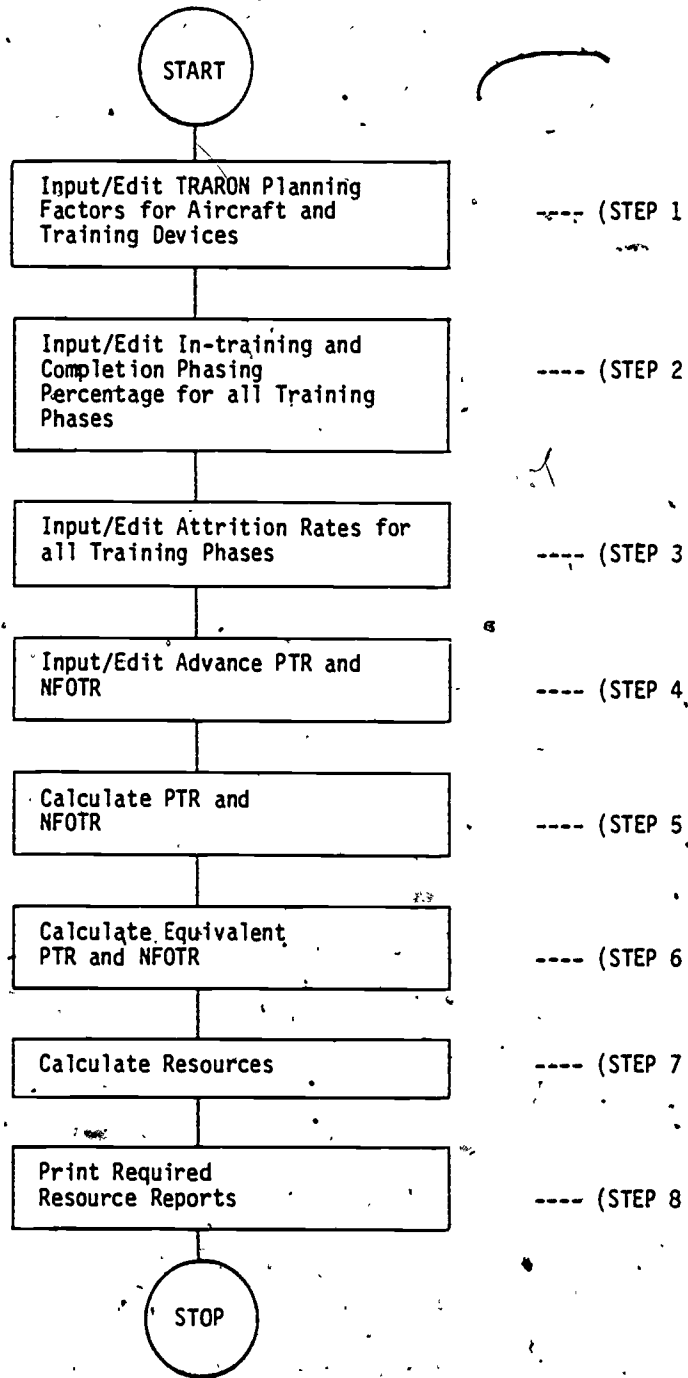 START
Input/Edit TRARON Planning
Factors for Aircraft and
Training Devices
---- (STEP 1
Input/Edit In-training and
Completion Phasing
Percentage for all Training
Phases
---- (STEP 2
Input/Edit Attrition Rates for
all Training Phases
---- (STEP 3
Input/Edit Advance PTR and
NFOTR
---- (STEP 4
Calculate PTR and
NFOTR
---- (STEP 5
Calculate Equivalent
PTR and NFOTR
---- (STEP 6
Calculate Resources
---- (STEP 7
Print Required
Resource Reports
---- (STEP 8
STOP